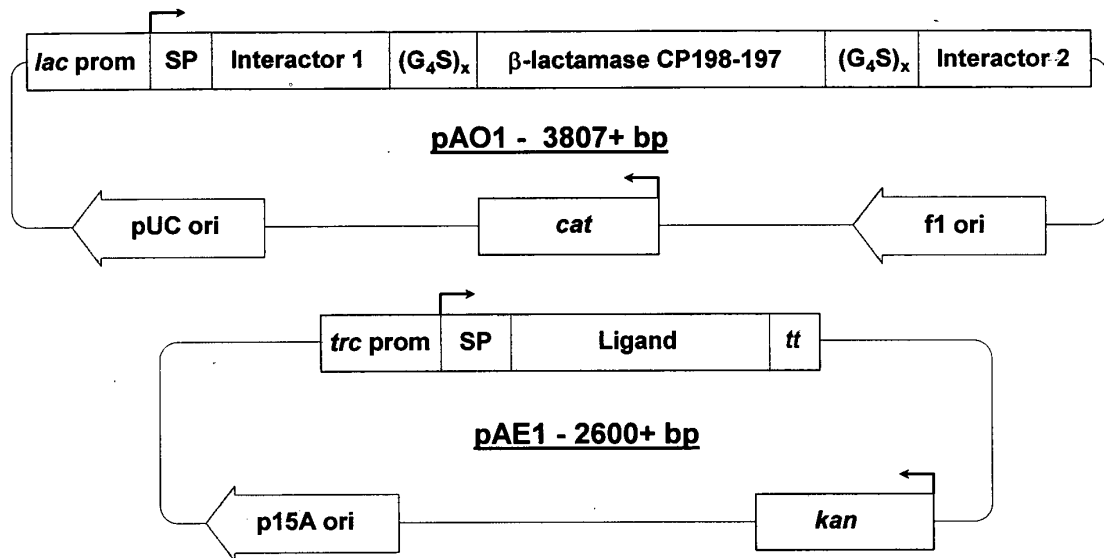 lac prom SP Interactor 1 (G₄S)ₓ β-lactamase CP198-197 (G₄S)ₓ Interactor 2
pAO1 - 3807+ bp
pUC ori cat f1 ori
trc prom SP Ligand tt
pAE1 - 2600+ bp
p15A ori kan